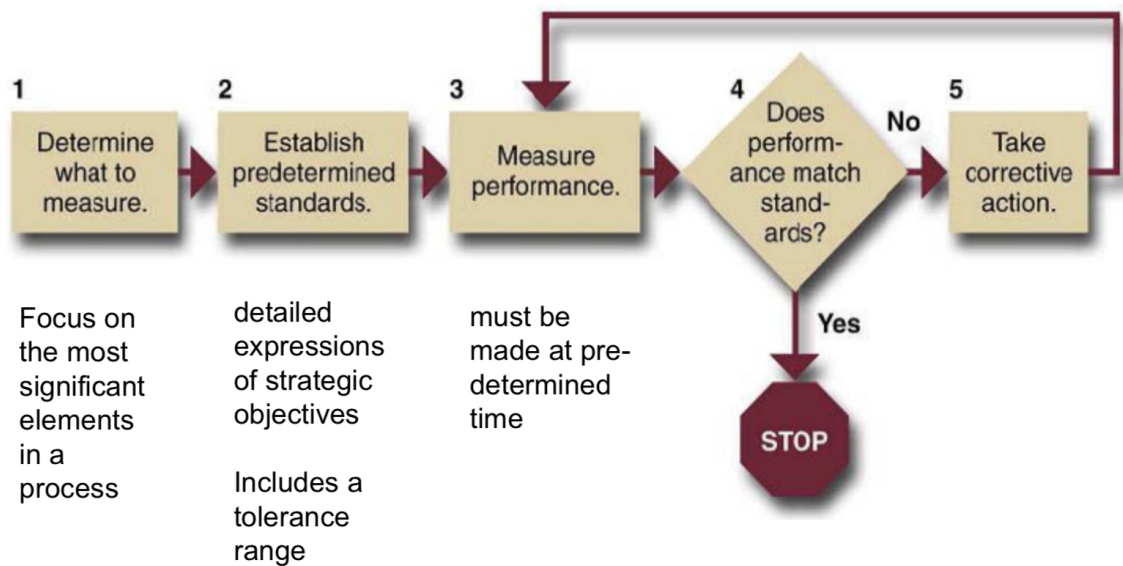 1
Determine
what to
measure.
2
Establish
predetermined
standards.
3
Measure
performance.
4
Does
perform-
ance match
stand-
ards?
No
5
Take
corrective
action.
Yes
STOP
Focus on
the most
significant
elements
in a
process
detailed
expressions
of strategic
objectives
Includes a
tolerance
range
must be
made at pre-
determined
time